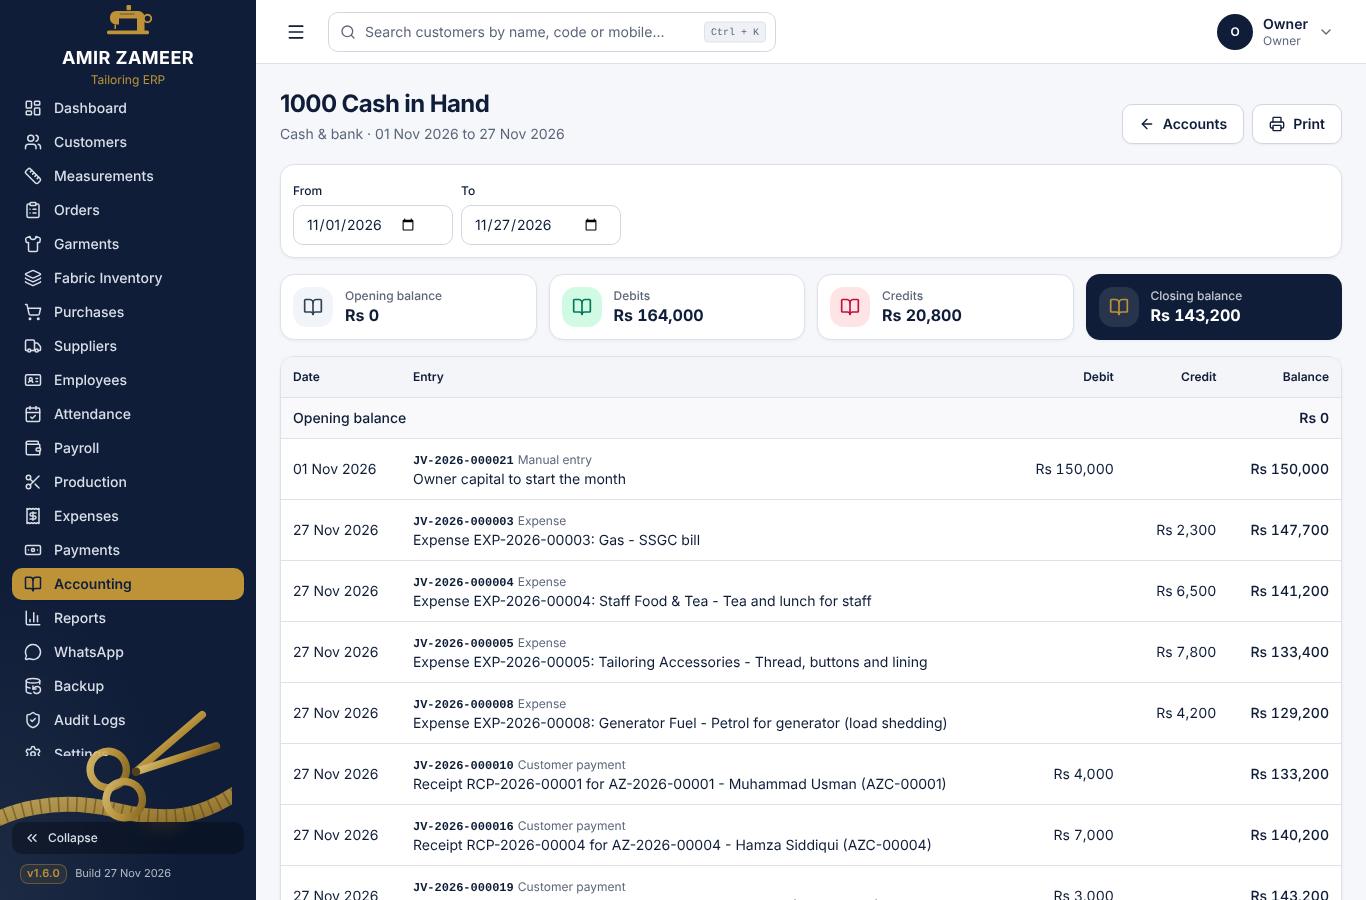 AMIR ZAMEER
Tailoring ERP
Dashboard
Customers
Measurements
Orders
Garments
Fabric Inventory
Purchases
Suppliers
Employees
Attendance
Payroll
Production
Expenses
Payments
Accounting
Reports
WhatsApp
Backup
Audit Logs
Settings
Collapse
v1.6.0 Build 27 Nov 2026
Search customers by name, code or mobile... Ctrl + K
O Owner
Owner
1000 Cash in Hand
Cash & bank · 01 Nov 2026 to 27 Nov 2026
Accounts Print
From To
11/01/2026 11/27/2026
Opening balance
Rs 0
Debits
Rs 164,000
Credits
Rs 20,800
Closing balance
Rs 143,200
Date Entry Debit Credit Balance
Opening balance Rs 0
JV-2026-000021 Manual entry
01 Nov 2026 Owner capital to start the month Rs 150,000 Rs 150,000
JV-2026-000003 Expense
27 Nov 2026 Expense EXP-2026-00003: Gas - SSGC bill Rs 2,300 Rs 147,700
JV-2026-000004 Expense
27 Nov 2026 Expense EXP-2026-00004: Staff Food & Tea - Tea and lunch for staff Rs 6,500 Rs 141,200
JV-2026-000005 Expense
27 Nov 2026 Expense EXP-2026-00005: Tailoring Accessories - Thread, buttons and lining Rs 7,800 Rs 133,400
JV-2026-000008 Expense
27 Nov 2026 Expense EXP-2026-00008: Generator Fuel - Petrol for generator (load shedding) Rs 4,200 Rs 129,200
JV-2026-000010 Customer payment
27 Nov 2026 Receipt RCP-2026-00001 for AZ-2026-00001 - Muhammad Usman (AZC-00001) Rs 4,000 Rs 133,200
JV-2026-000016 Customer payment
27 Nov 2026 Receipt RCP-2026-00004 for AZ-2026-00004 - Hamza Siddiqui (AZC-00004) Rs 7,000 Rs 140,200
JV-2026-000019 Customer payment
27 Nov 2026 Rs 3,000 Rs 143,200